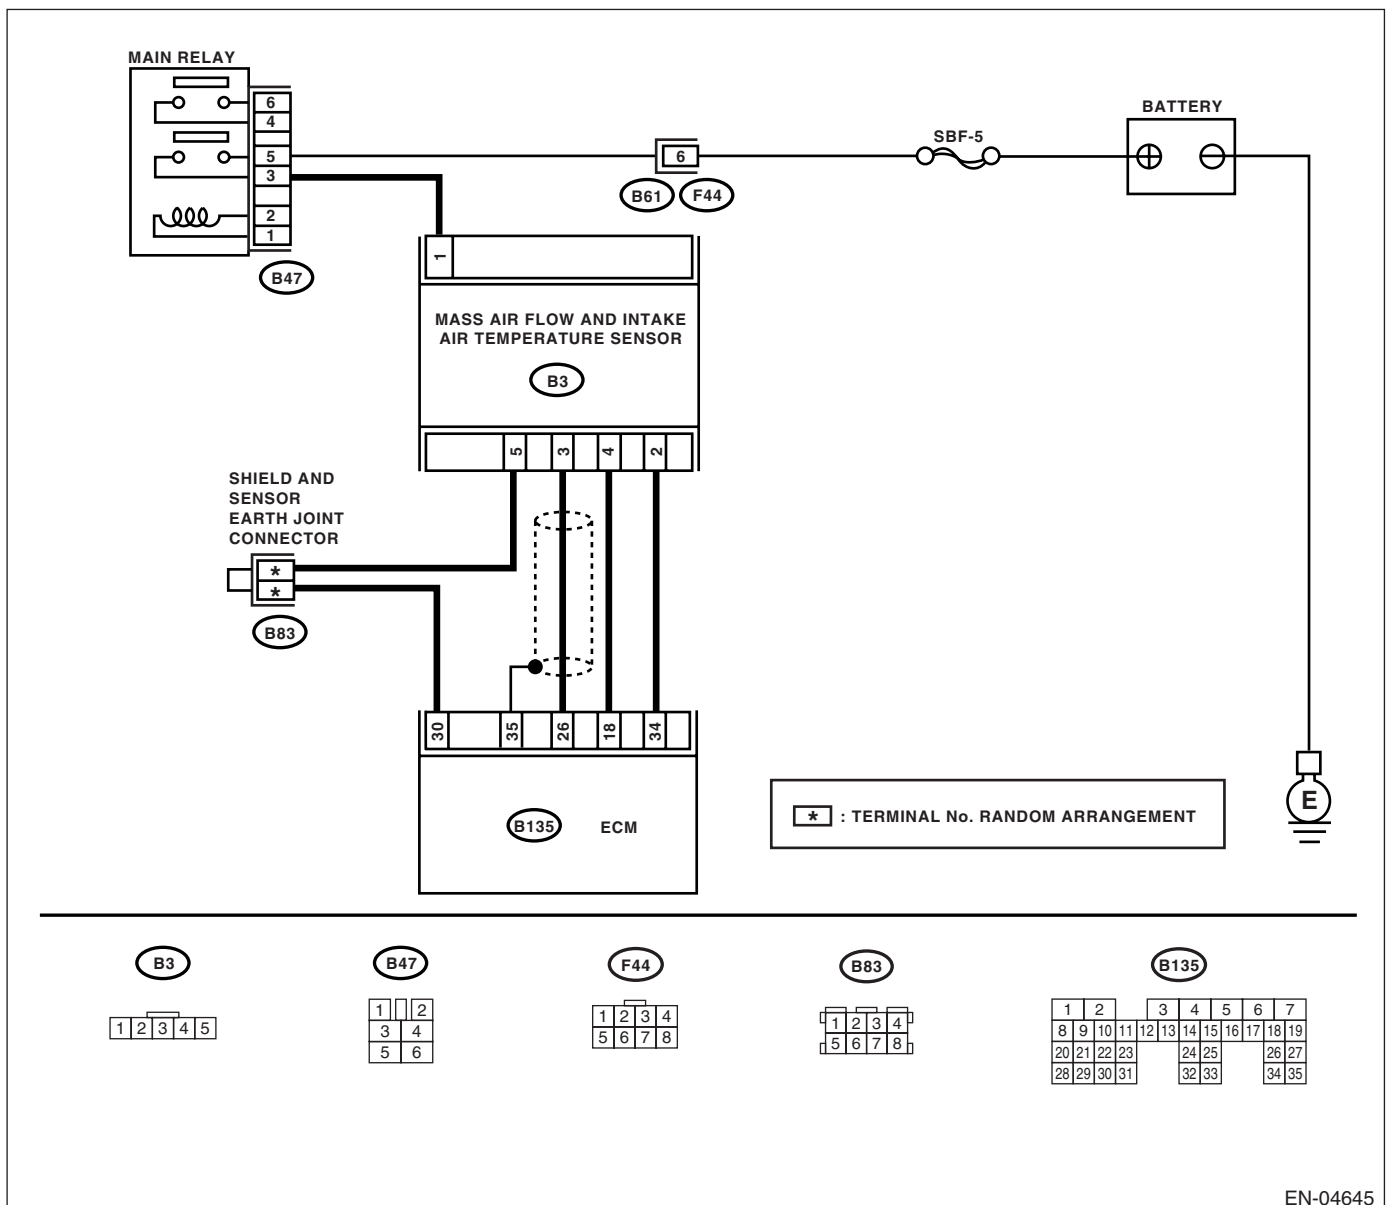 MAIN RELAY
6
4
5
3
2
1
B47
6
B61 F44
SBF-5
BATTERY
1
MASS AIR FLOW AND INTAKE
AIR TEMPERATURE SENSOR
B3
5 3 4 2
SHIELD AND
SENSOR
EARTH JOINT
CONNECTOR
*
*
B83
30 35 26 18 34
B135 ECM
E
* : TERMINAL No. RANDOM ARRANGEMENT
B3
1 2 3 4 5
B47
1 2
3 4
5 6
F44
1 2 3 4
5 6 7 8
B83
1 2 3 4
5 6 7 8
B135
1 2 3 4 5 6 7
8 9 10 11 12 13 14 15 16 17 18 19
20 21 22 23 24 25 26 27
28 29 30 31 32 33 34 35
EN-04645